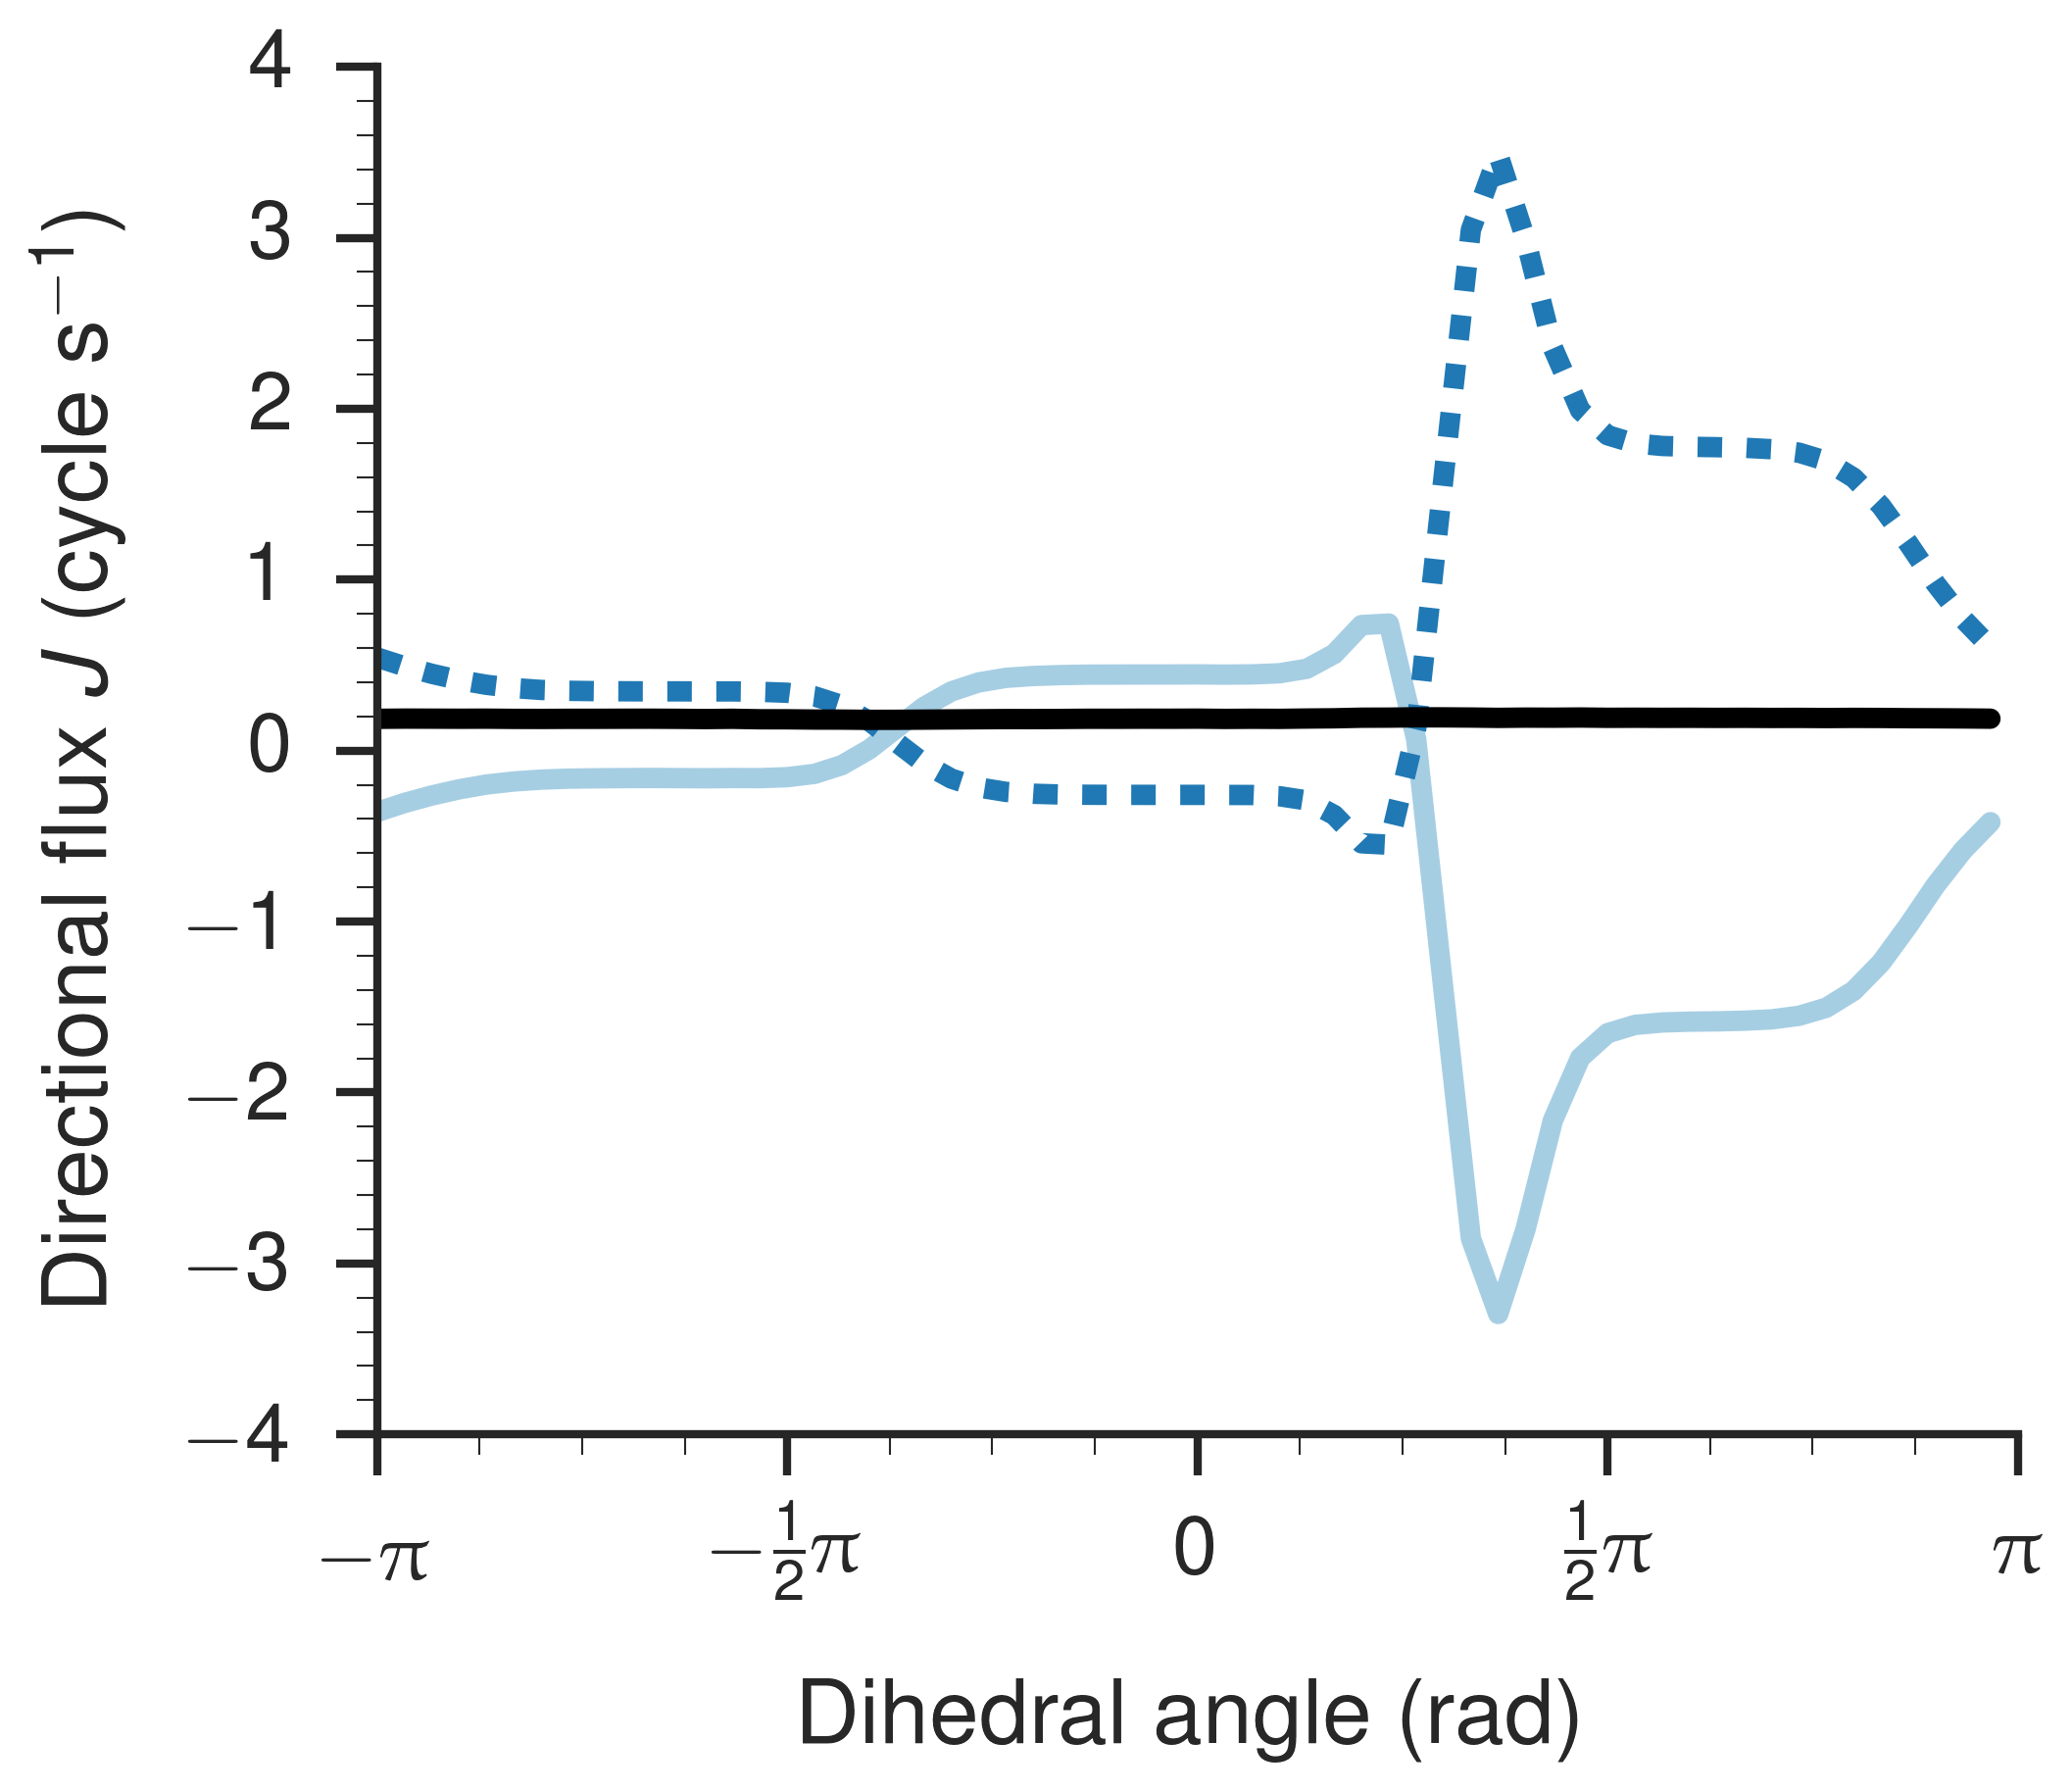 Directional flux J (cycle s⁻¹)
4
3
2
1
0
−1
−2
−3
−4
−π
−½π
0
½π
π
Dihedral angle (rad)